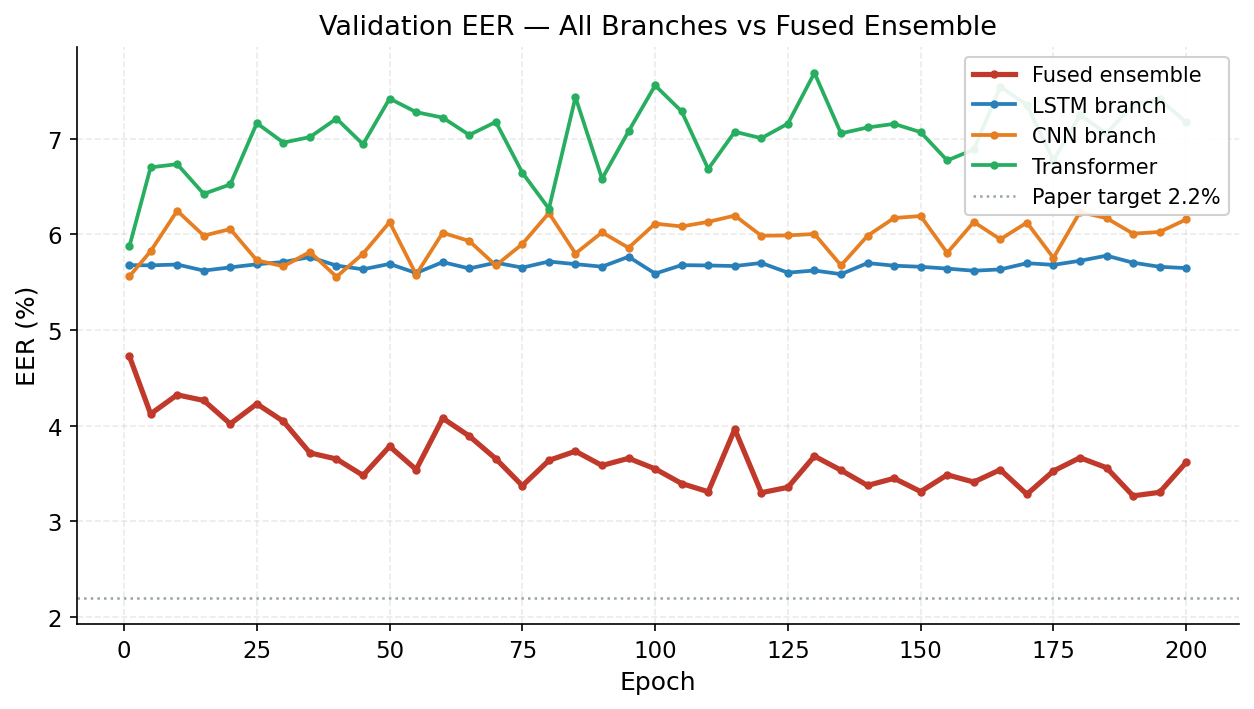 Validation EER — All Branches vs Fused Ensemble
Fused ensemble
LSTM branch
CNN branch
Transformer
Paper target 2.2%
EER (%)
7
6
5
4
3
2
0 25 50 75 100 125 150 175 200
Epoch